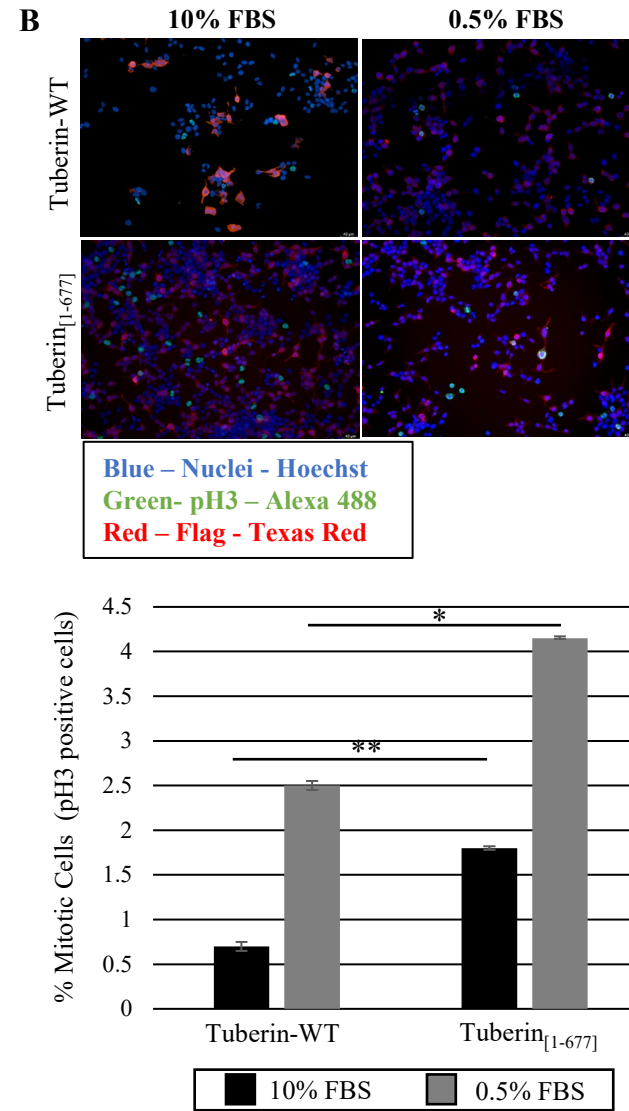 B
10% FBS
0.5% FBS
Tuberin-WT
Tuberin[1-677]
Blue – Nuclei - Hoechst
Green- pH3 – Alexa 488
Red – Flag - Texas Red
% Mitotic Cells (pH3 positive cells)
4.5
4
3.5
3
2.5
2
1.5
1
0.5
0
*
**
Tuberin-WT
Tuberin[1-677]
10% FBS
0.5% FBS